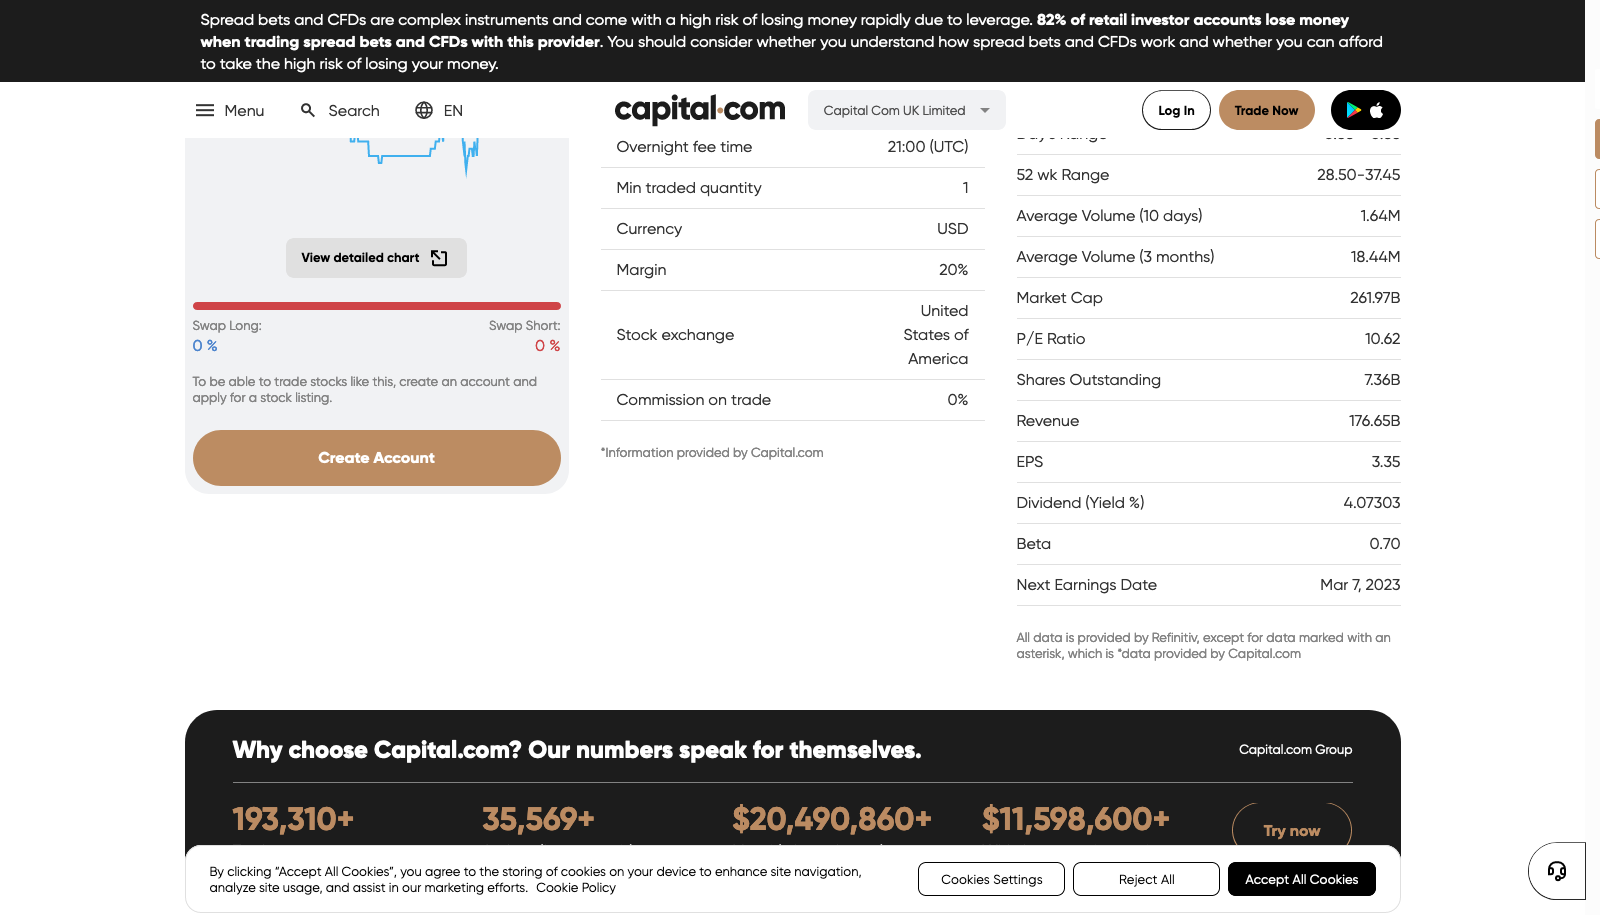 Spread bets and CFDs are complex instruments and come with a high risk of losing money rapidly due to leverage. 82% of retail investor accounts lose money
when trading spread bets and CFDs with this provider. You should consider whether you understand how spread bets and CFDs work and whether you can afford
to take the high risk of losing your money.
Menu
Search
EN
capital.com
Capital Com UK Limited
Log In
Trade Now
View detailed chart
Swap Long:
Swap Short:
0 %
0 %
To be able to trade stocks like this, create an account and
apply for a stock listing.
Create Account
Overnight fee time 21:00 (UTC)
Min traded quantity 1
Currency USD
Margin 20%
Stock exchange United
States of
America
Commission on trade 0%
*Information provided by Capital.com
52 wk Range 28.50-37.45
Average Volume (10 days) 1.64M
Average Volume (3 months) 18.44M
Market Cap 261.97B
P/E Ratio 10.62
Shares Outstanding 7.36B
Revenue 176.65B
EPS 3.35
Dividend (Yield %) 4.07303
Beta 0.70
Next Earnings Date Mar 7, 2023
All data is provided by Refinitiv, except for data marked with an
asterisk, which is *data provided by Capital.com
Why choose Capital.com? Our numbers speak for themselves.
Capital.com Group
193,310+
35,569+
$20,490,860+
$11,598,600+
Try now
By clicking “Accept All Cookies”, you agree to the storing of cookies on your device to enhance site navigation,
analyze site usage, and assist in our marketing efforts. Cookie Policy
Cookies Settings
Reject All
Accept All Cookies